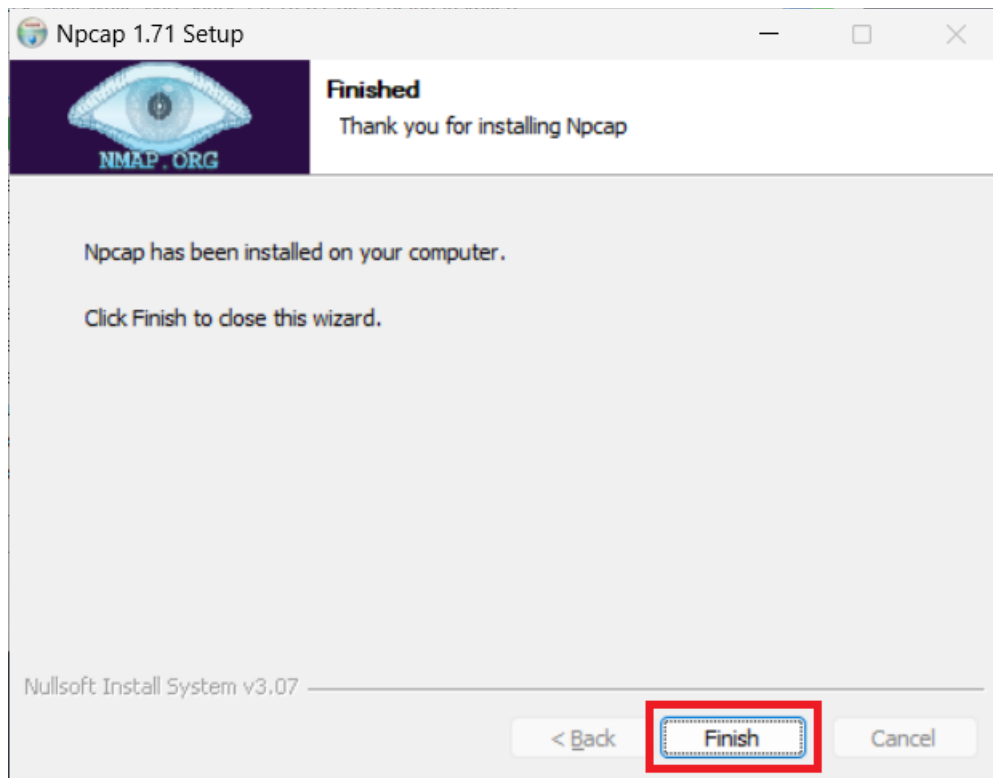 Npcap 1.71 Setup
NMAP.ORG
Finished
Thank you for installing Npcap
Npcap has been installed on your computer.
Click Finish to close this wizard.
Nullsoft Install System v3.07
< Back
Finish
Cancel